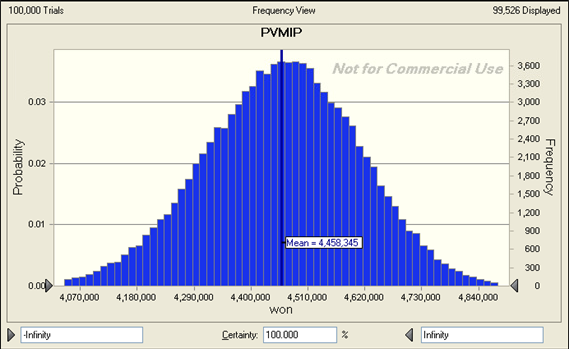 100,000 Trials Frequency View 99,526 Displayed
PVMIP
Not for Commercial Use
Probability
0.03
0.02
0.01
0.00
3,600
3,300
3,000
2,700
2,400
2,100
1,800
1,500
1,200
900
600
300
0
Frequency
Mean = 4,458,345
4,070,000 4,180,000 4,290,000 4,400,000 4,510,000 4,620,000 4,730,000 4,840,000
won
-Infinity Certainty: 100.000 % Infinity